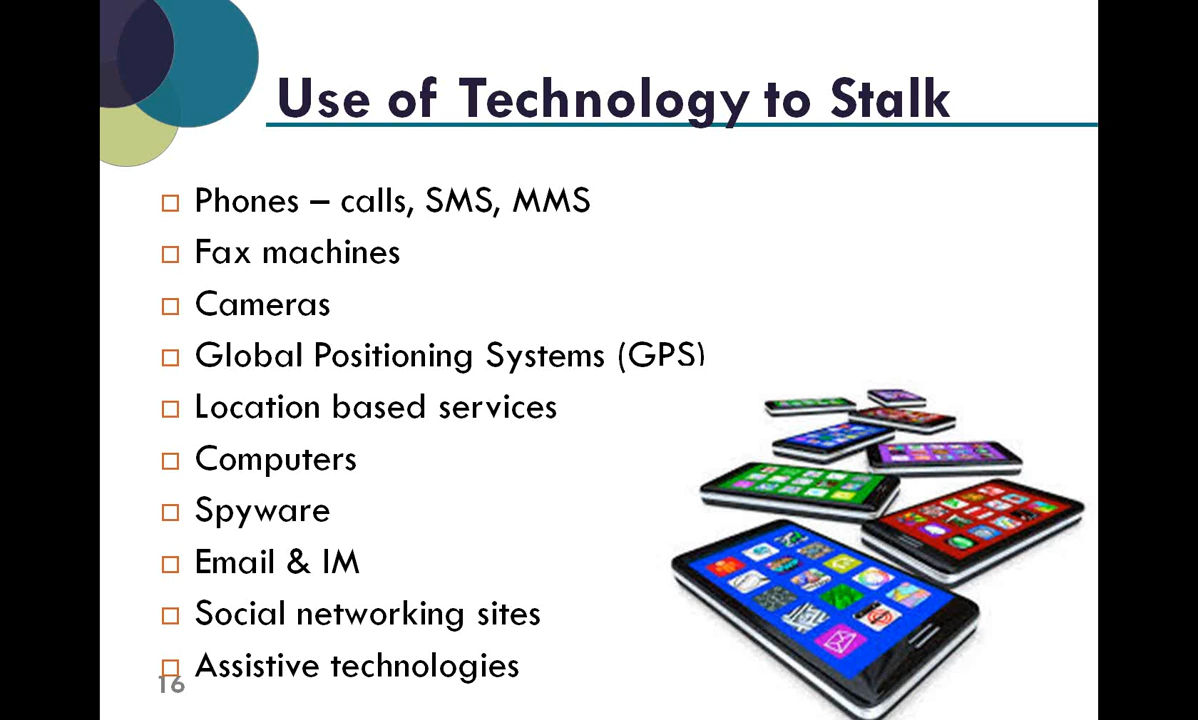 Use of Technology to Stalk
Phones – calls, SMS, MMS
Fax machines
Cameras
Global Positioning Systems (GPS)
Location based services
Computers
Spyware
Email & IM
Social networking sites
Assistive technologies
16